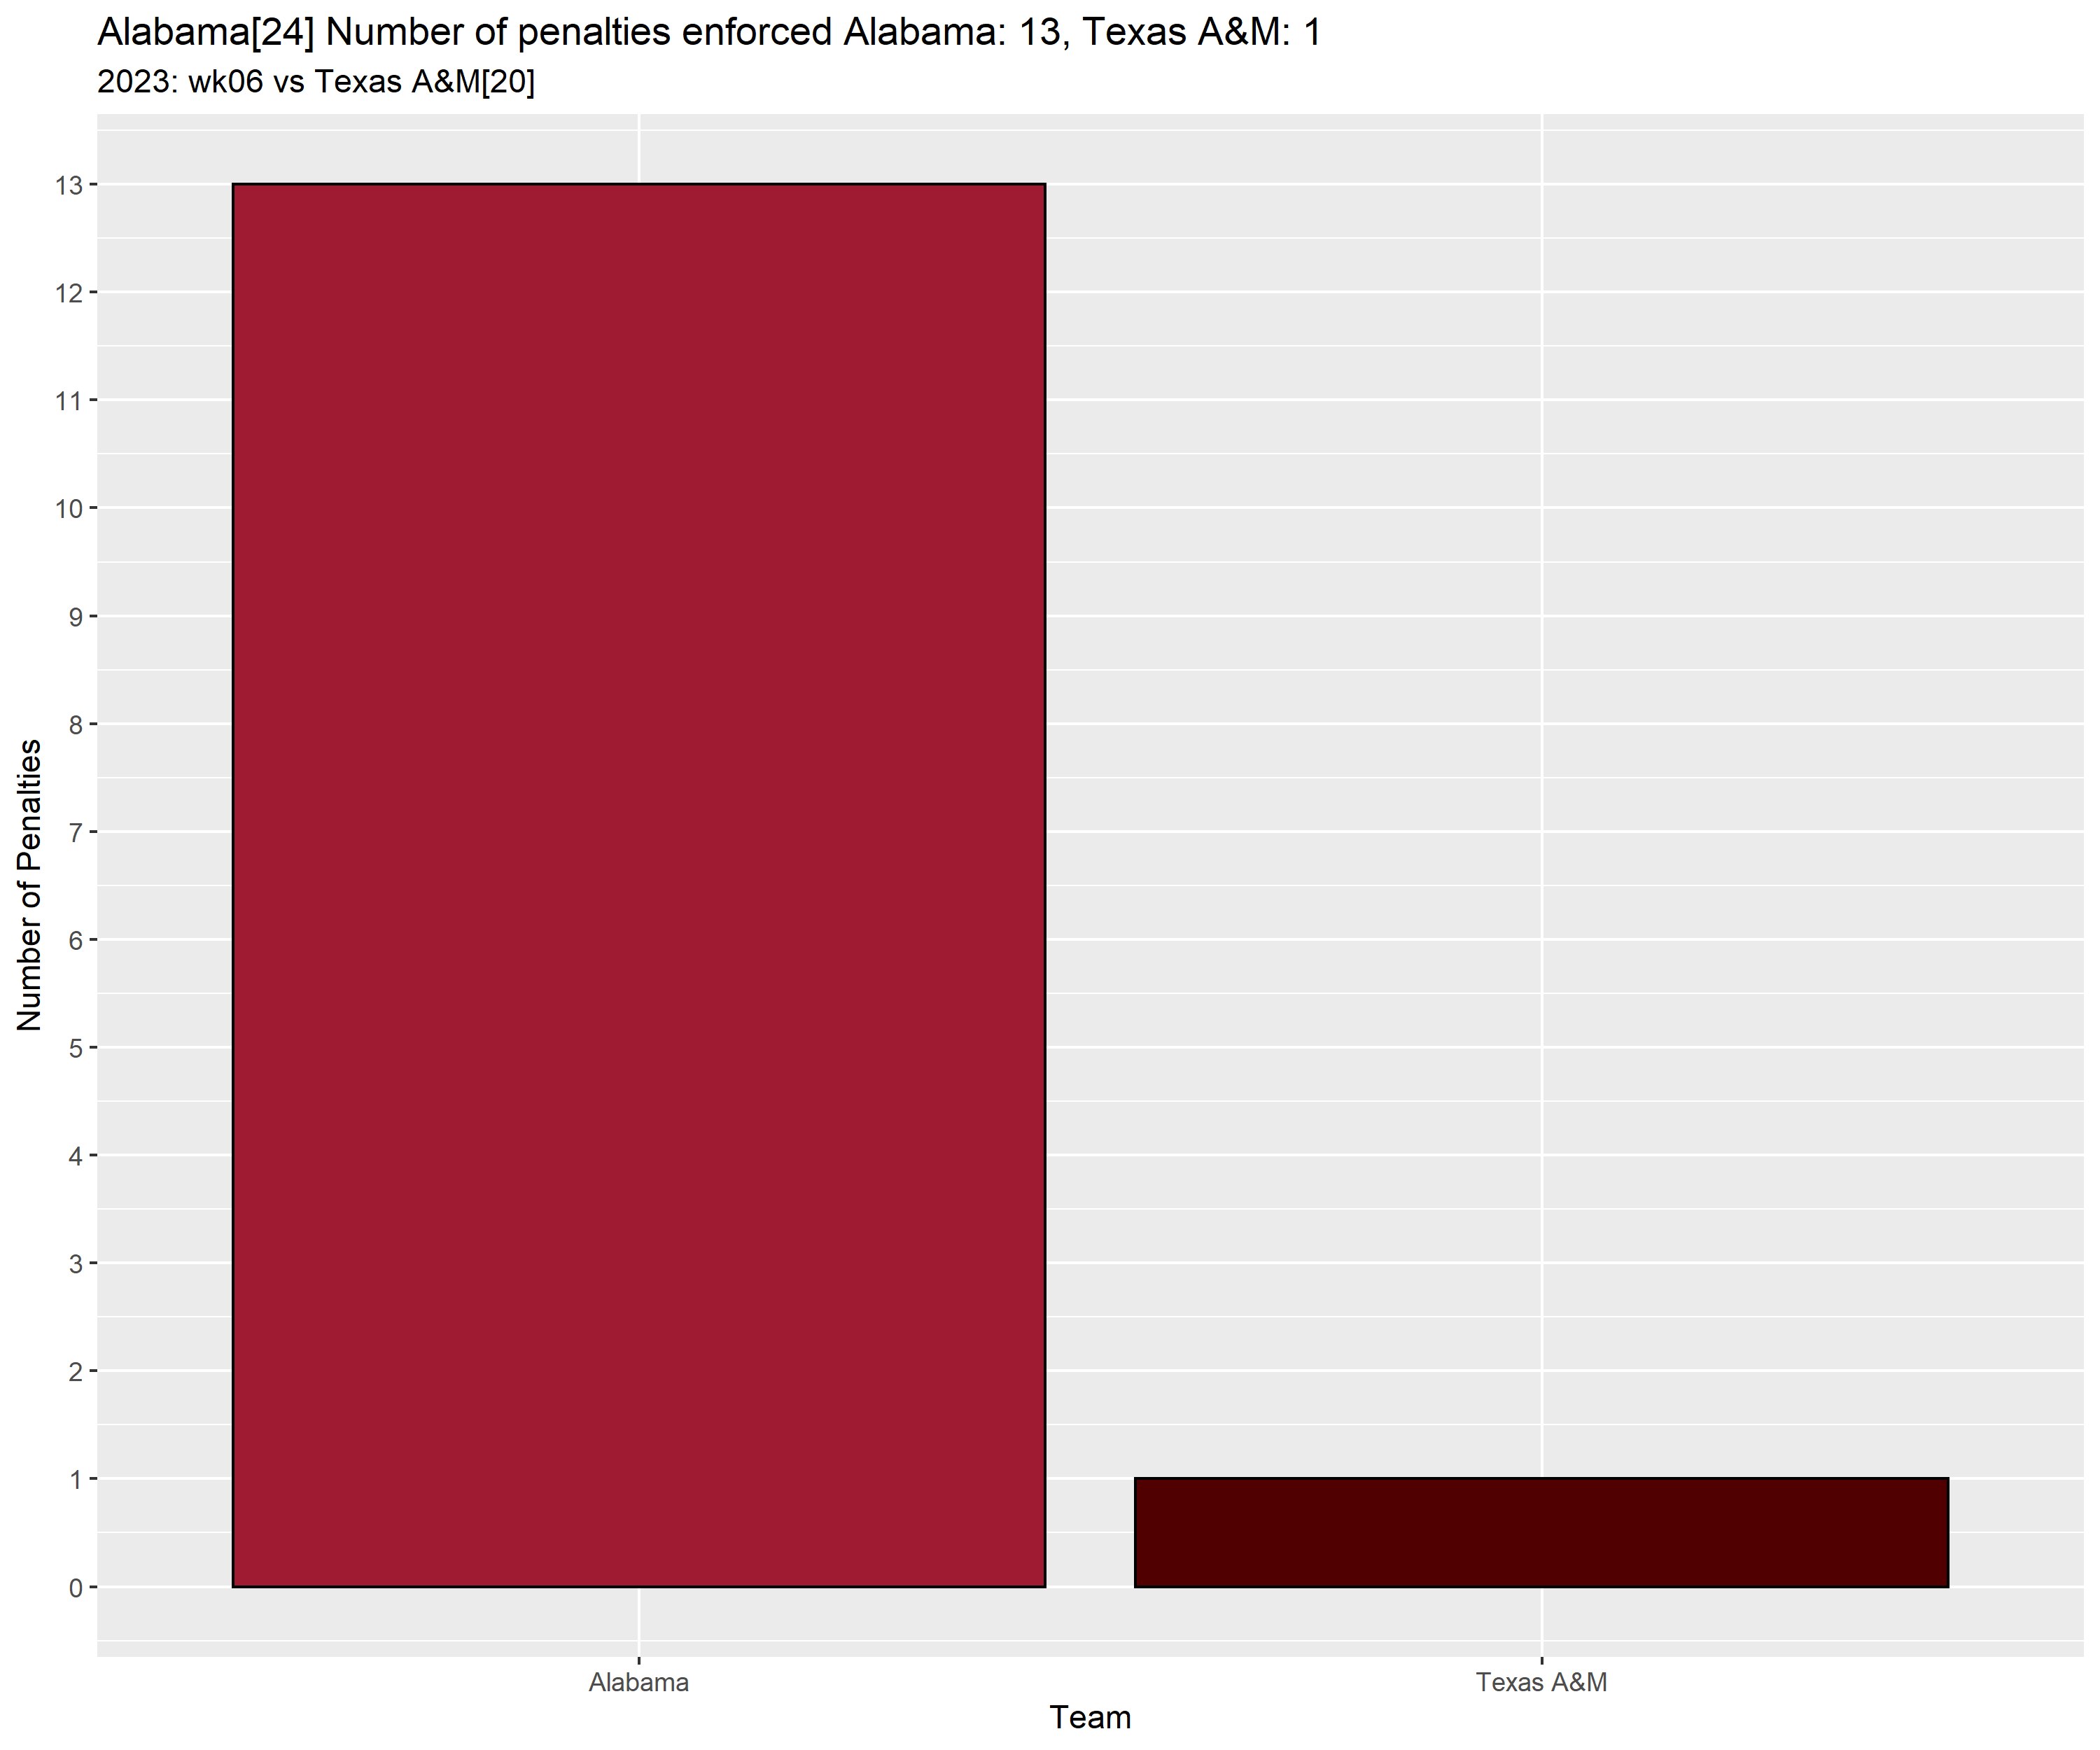 Alabama[24] Number of penalties enforced Alabama: 13, Texas A&M: 1
2023: wk06 vs Texas A&M[20]
Number of Penalties
13
12
11
10
9
8
7
6
5
4
3
2
1
0
Alabama
Texas A&M
Team